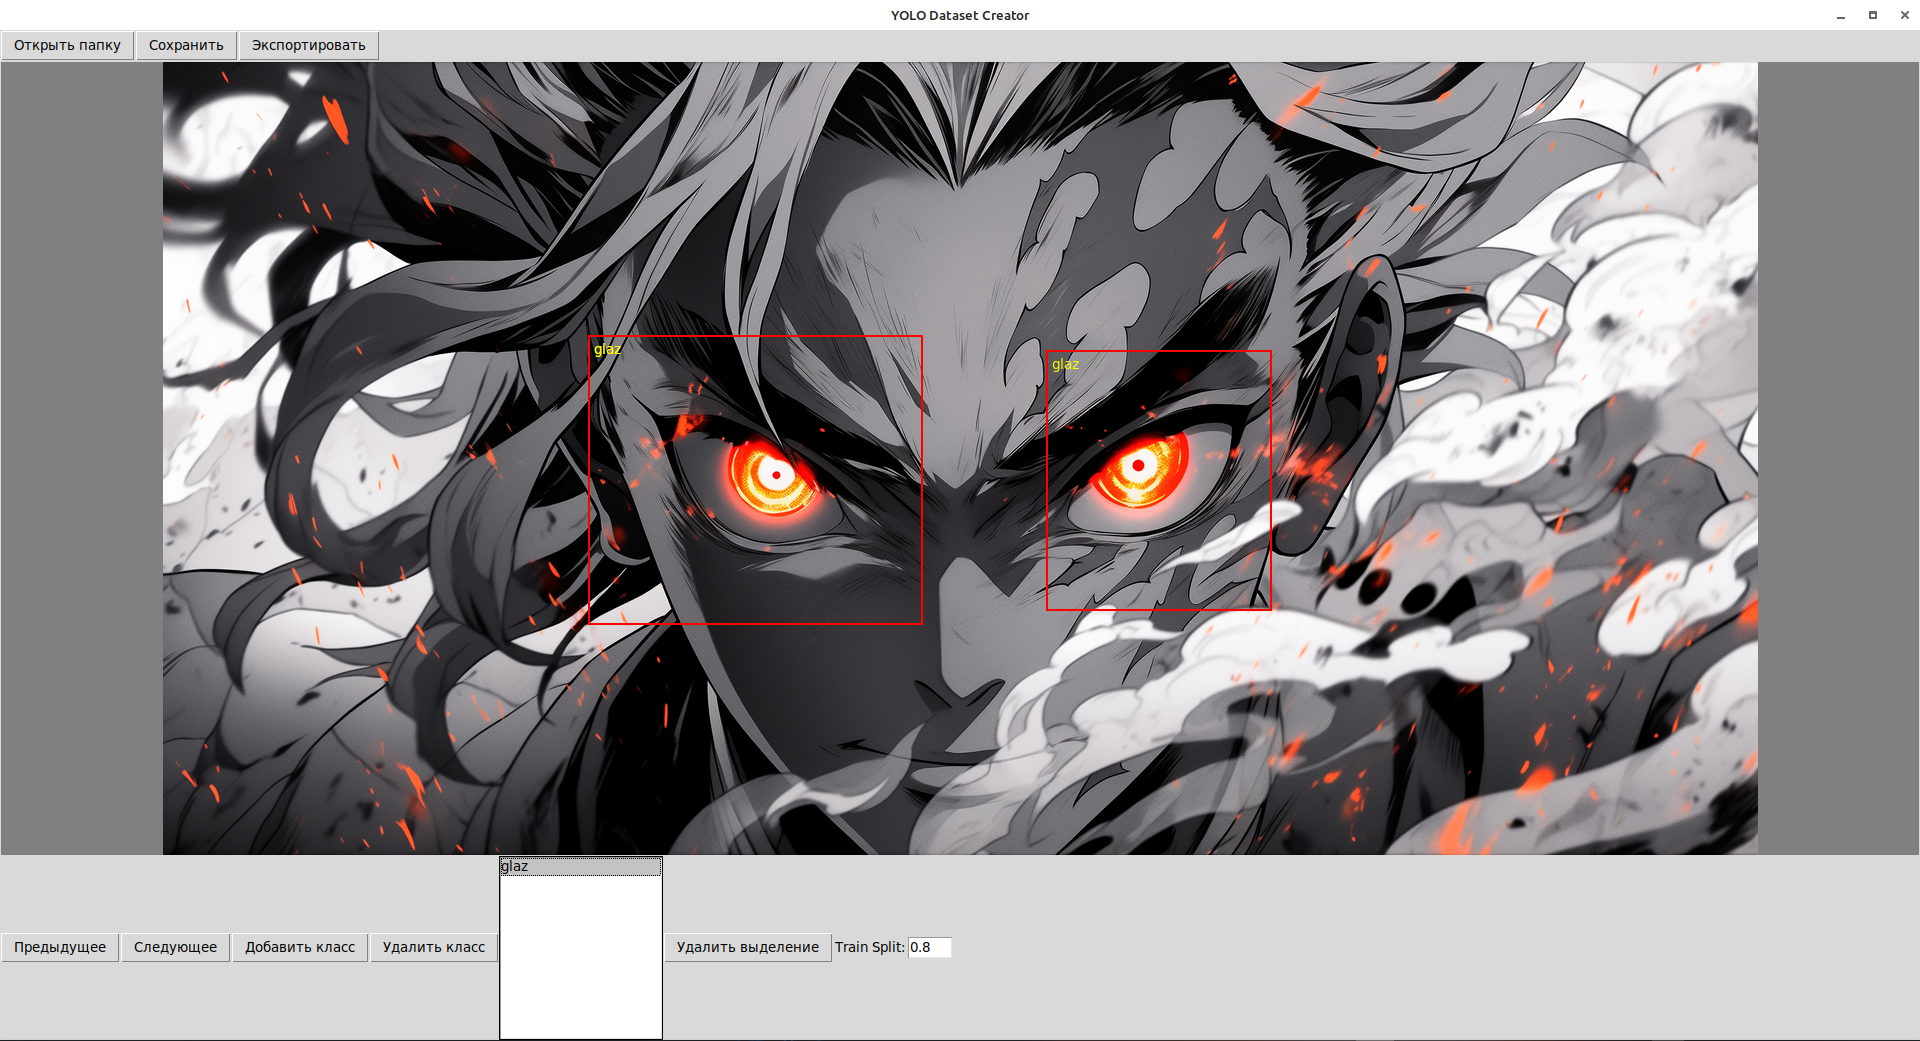 YOLO Dataset Creator
Открыть папку Сохранить Экспортировать
glaz
glaz
glaz
Предыдущее Следующее Добавить класс Удалить класс Удалить выделение Train Split: 0.8